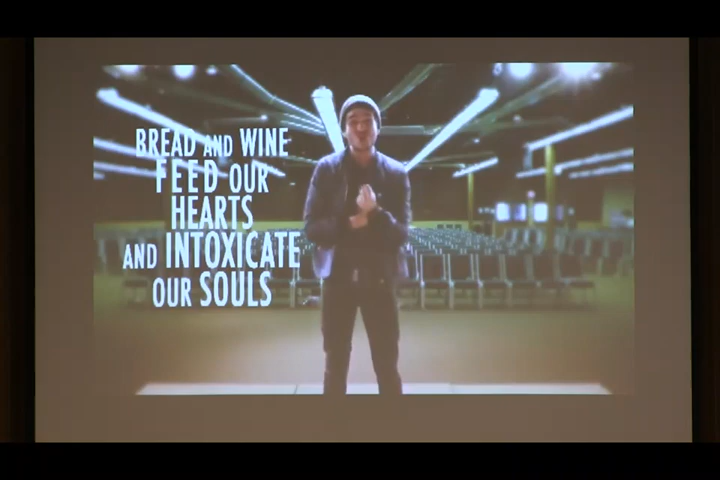 BREAD AND WINE
FEED OUR
HEARTS
AND INTOXICATE
OUR SOULS